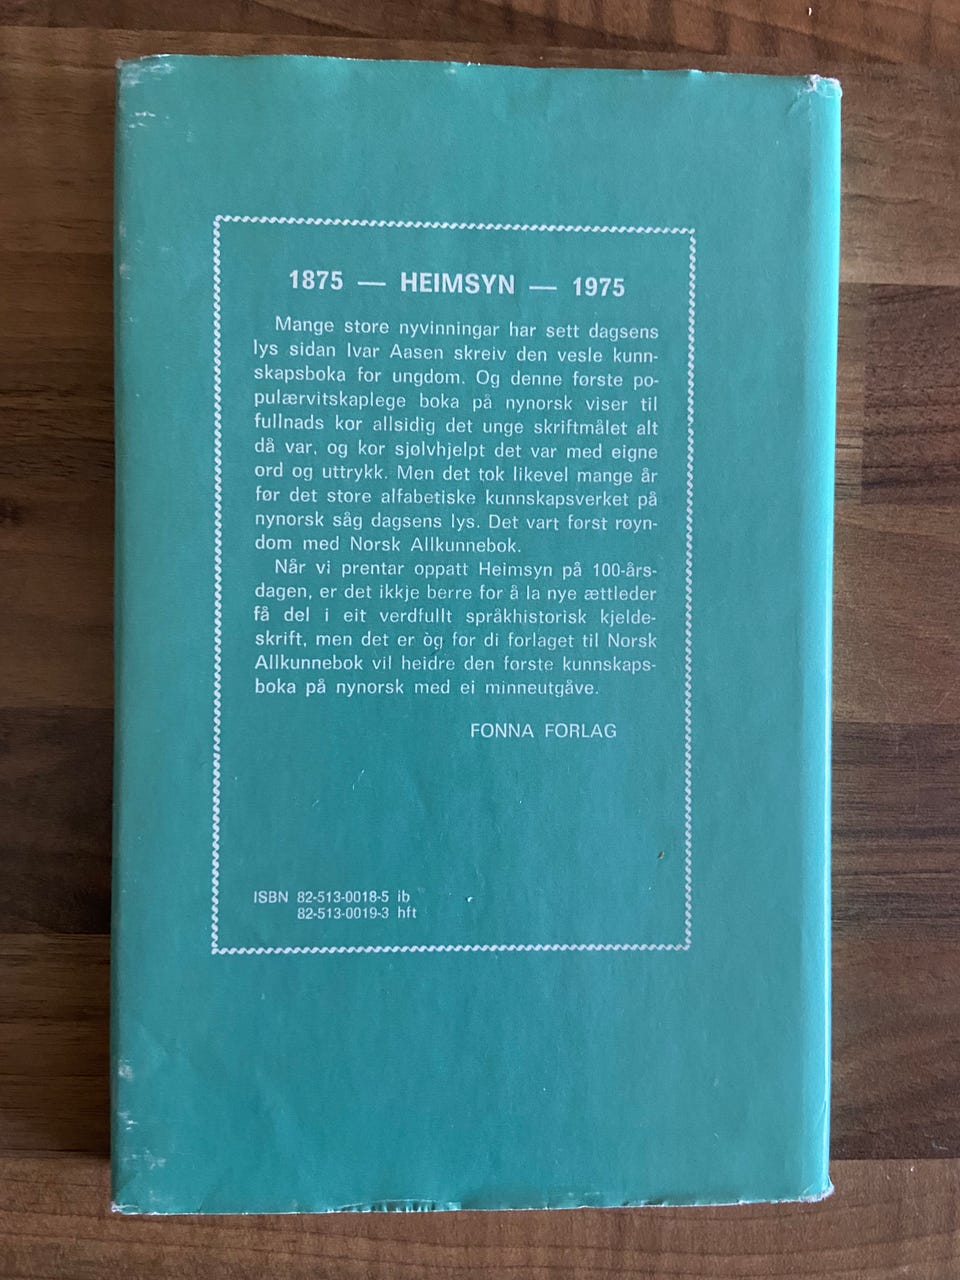 1875 — HEIMSYN — 1975
Mange store nyvinningar har sett dagsens
lys sidan Ivar Aasen skreiv den vesle kunn-
skapsboka for ungdom. Og denne første po-
pulærvitskaplege boka på nynorsk viser til
fullnads kor allsidig det unge skriftmålet alt
då var, og kor sjølvhjelpt det var med eigne
ord og uttrykk. Men det tok likevel mange år
før det store alfabetiske kunnskapsverket på
nynorsk såg dagsens lys. Det vart først røyn-
dom med Norsk Allkunnebok.
Når vi prentar oppatt Heimsyn på 100-års-
dagen, er det ikkje berre for å la nye ættleder
få del i eit verdfullt språkhistorisk kjelde-
skrift, men det er òg for di forlaget til Norsk
Allkunnebok vil heidre den første kunnskaps-
boka på nynorsk med ei minneutgåve.
FONNA FORLAG
ISBN 82-513-0018-5 ib
82-513-0019-3 hft